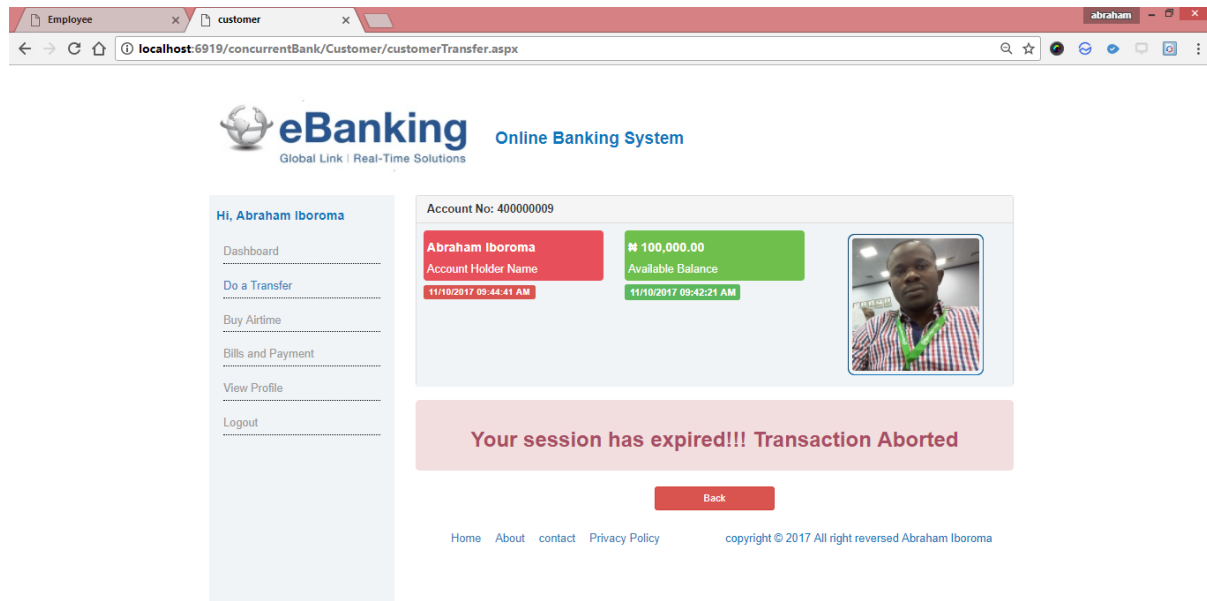 Employee
customer
abraham
localhost:6919/concurrentBank/Customer/customerTransfer.aspx
eBanking
Global Link | Real-Time Solutions
Online Banking System
Hi, Abraham Iboroma
Dashboard
Do a Transfer
Buy Airtime
Bills and Payment
View Profile
Logout
Account No: 400000009
Abraham Iboroma
Account Holder Name
11/10/2017 09:44:41 AM
₦ 100,000.00
Available Balance
11/10/2017 09:42:21 AM
Your session has expired!!! Transaction Aborted
Back
Home About contact Privacy Policy copyright © 2017 All right reversed Abraham Iboroma